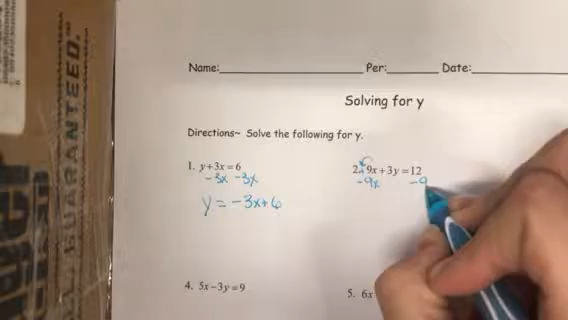 GUARANTEED.
Name: Per: Date:
Solving for y
Directions~ Solve the following for y.
1. y+3x=6
-3x -3x
y = -3x+6
2. 9x+3y=12
-9x -9
4. 5x-3y=9
5. 6x